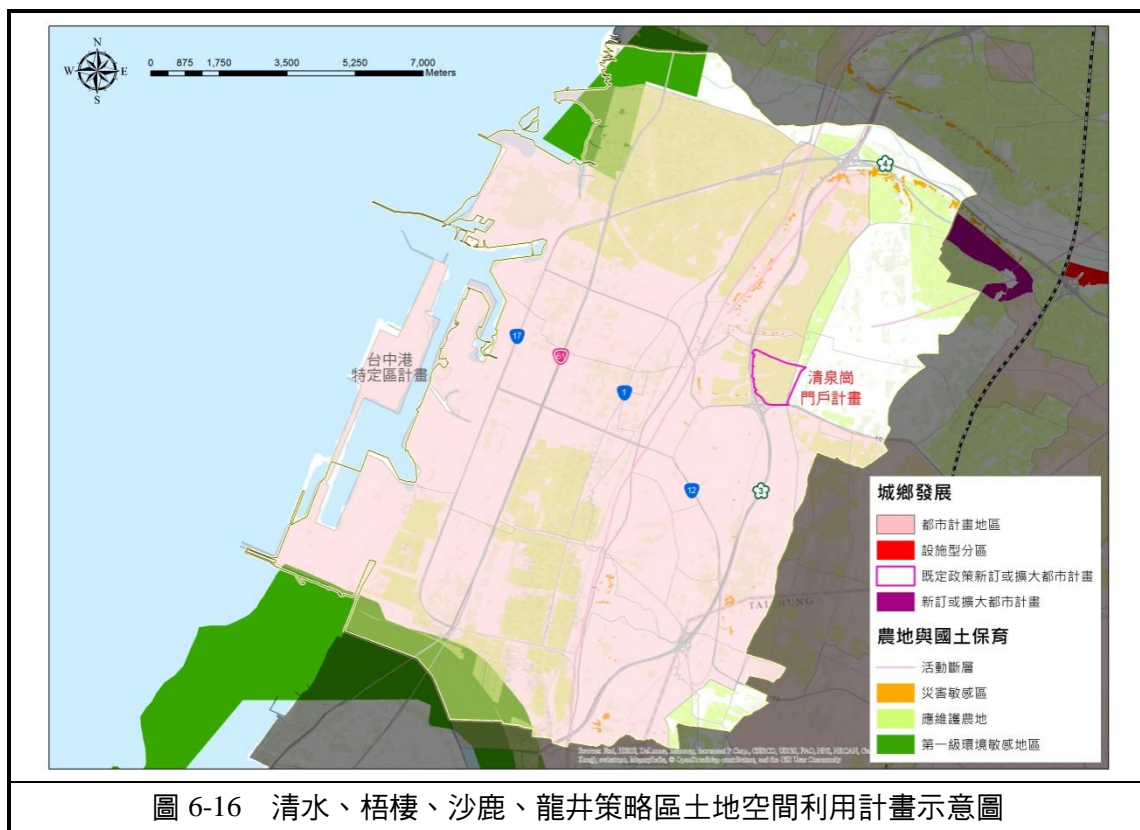 N
W E
S
0 875 1,750 3,500 5,250 7,000
Meters
4
17
61
台中港
特定區計畫
1
清泉崗
門戶計畫
12
3
城鄉發展
都市計畫地區
設施型分區
既定政策新訂或擴大都市計畫
新訂或擴大都市計畫
農地與國土保育
活動斷層
災害敏感區
應維護農地
第一級環境敏感地區
圖 6-16 清水、梧棲、沙鹿、龍井策略區土地空間利用計畫示意圖